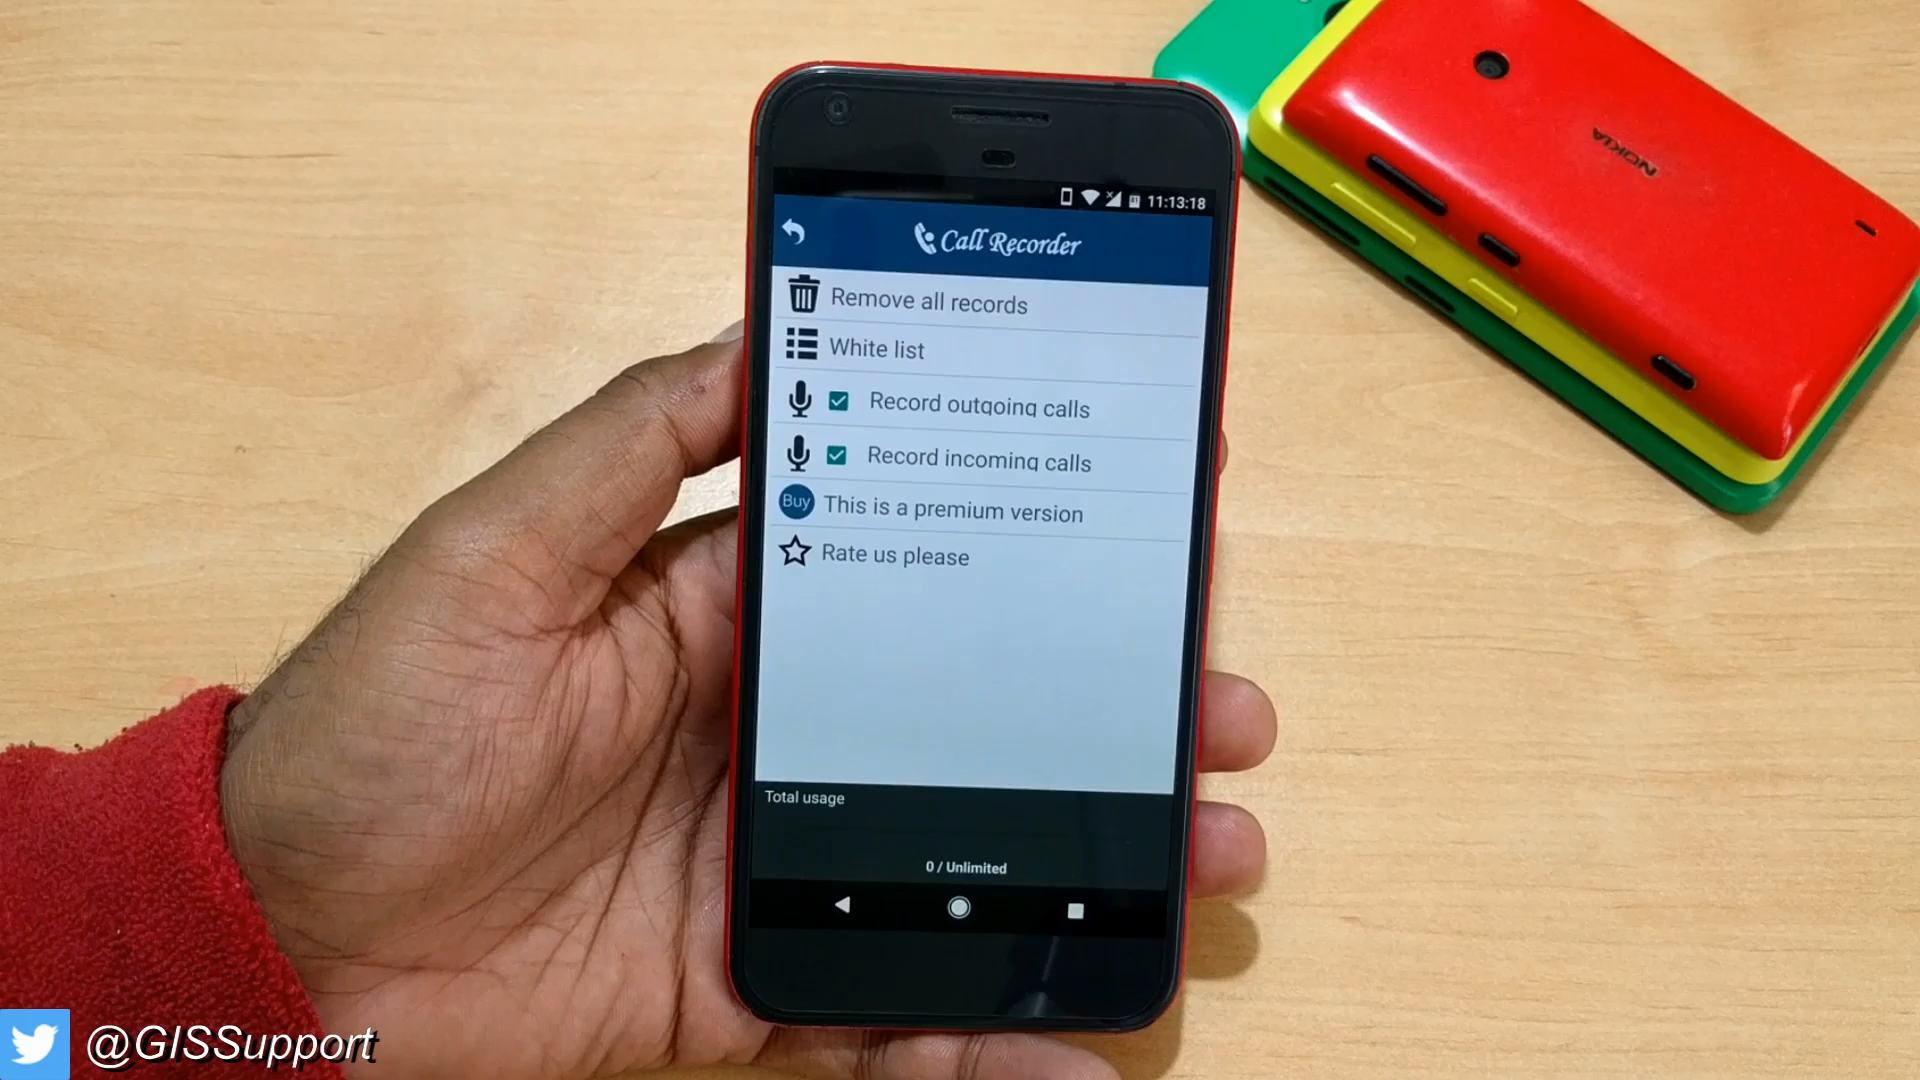 NOKIA
11:13:18
Call Recorder
Remove all records
White list
Record outgoing calls
Record incoming calls
Buy This is a premium version
Rate us please
Total usage
0 / Unlimited
@GISSupport